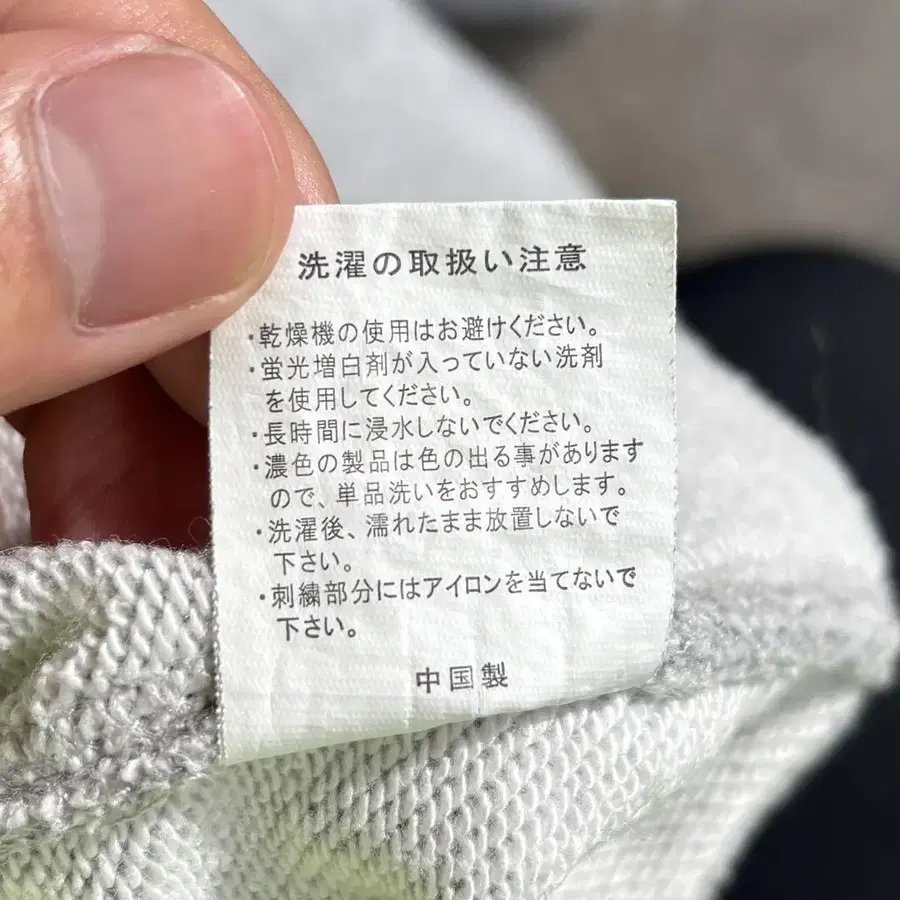 洗濯の取扱い注意
・乾燥機の使用はお避けください。
・蛍光増白剤が入っていない洗剤
を使用してください。
・長時間に浸水しないでください。
・濃色の製品は色の出る事があります
ので、単品洗いをおすすめします。
・洗濯後、濡れたまま放置しないで
下さい。
・刺繍部分にはアイロンを当てないで
下さい。
中国製